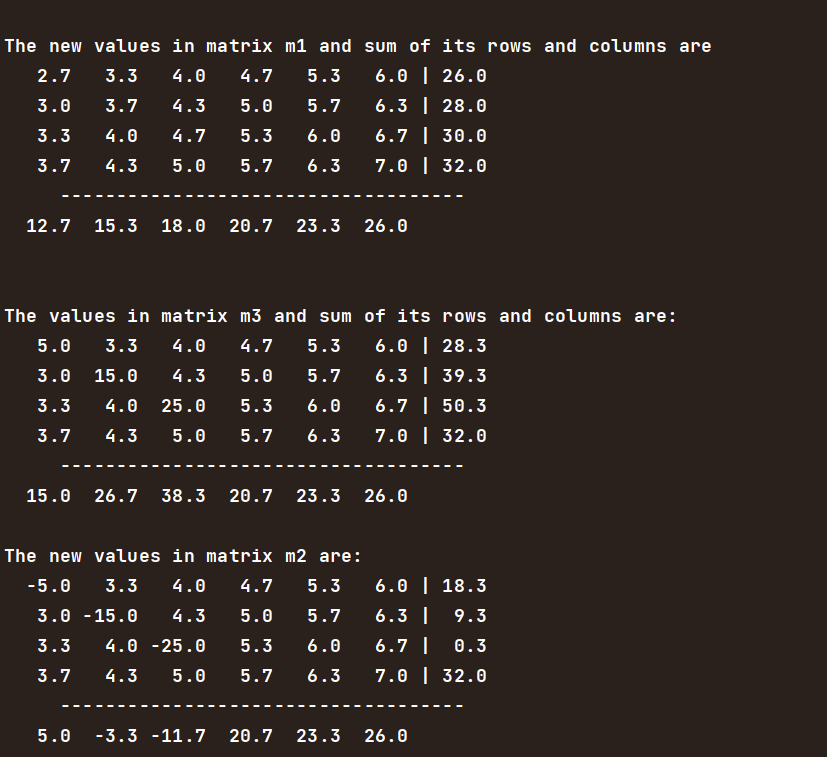 The new values in matrix m1 and sum of its rows and columns are
   2.7   3.3   4.0   4.7   5.3   6.0 | 26.0
   3.0   3.7   4.3   5.0   5.7   6.3 | 28.0
   3.3   4.0   4.7   5.3   6.0   6.7 | 30.0
   3.7   4.3   5.0   5.7   6.3   7.0 | 32.0
     ------------------------------------
  12.7  15.3  18.0  20.7  23.3  26.0
The values in matrix m3 and sum of its rows and columns are:
   5.0   3.3   4.0   4.7   5.3   6.0 | 28.3
   3.0  15.0   4.3   5.0   5.7   6.3 | 39.3
   3.3   4.0  25.0   5.3   6.0   6.7 | 50.3
   3.7   4.3   5.0   5.7   6.3   7.0 | 32.0
     ------------------------------------
  15.0  26.7  38.3  20.7  23.3  26.0
The new values in matrix m2 are:
  -5.0   3.3   4.0   4.7   5.3   6.0 | 18.3
   3.0 -15.0   4.3   5.0   5.7   6.3 |  9.3
   3.3   4.0 -25.0   5.3   6.0   6.7 |  0.3
   3.7   4.3   5.0   5.7   6.3   7.0 | 32.0
     ------------------------------------
   5.0  -3.3 -11.7  20.7  23.3  26.0